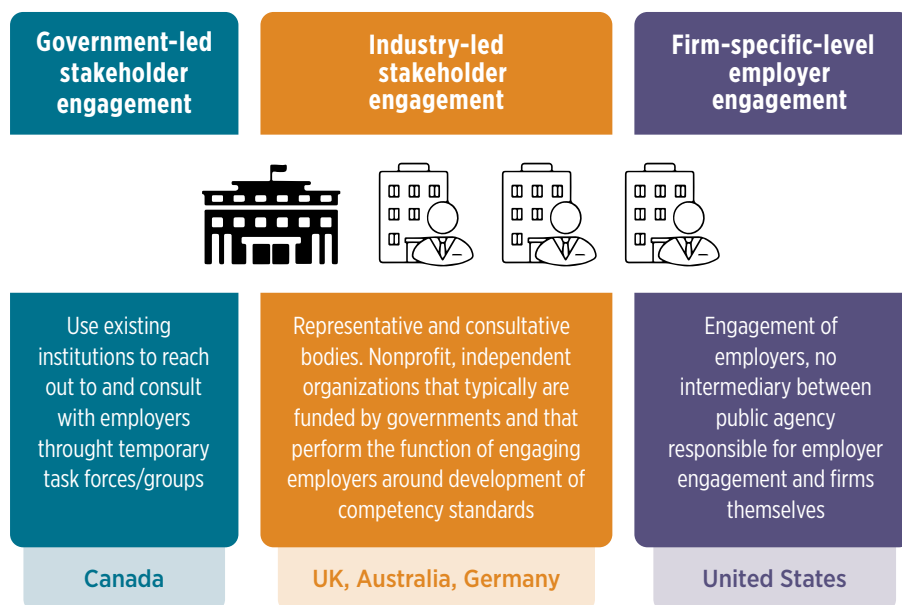 Government-led
stakeholder
engagement
Industry-led
stakeholder
engagement
Firm-specific-level
employer
engagement
Use existing
institutions to reach
out to and consult
with employers
throught temporary
task forces/groups
Representative and consultative
bodies. Nonprofit, independent
organizations that typically are
funded by governments and that
perform the function of engaging
employers around development of
competency standards
Engagement of
employers, no
intermediary between
public agency
responsible for employer
engagement and firms
themselves
Canada
UK, Australia, Germany
United States